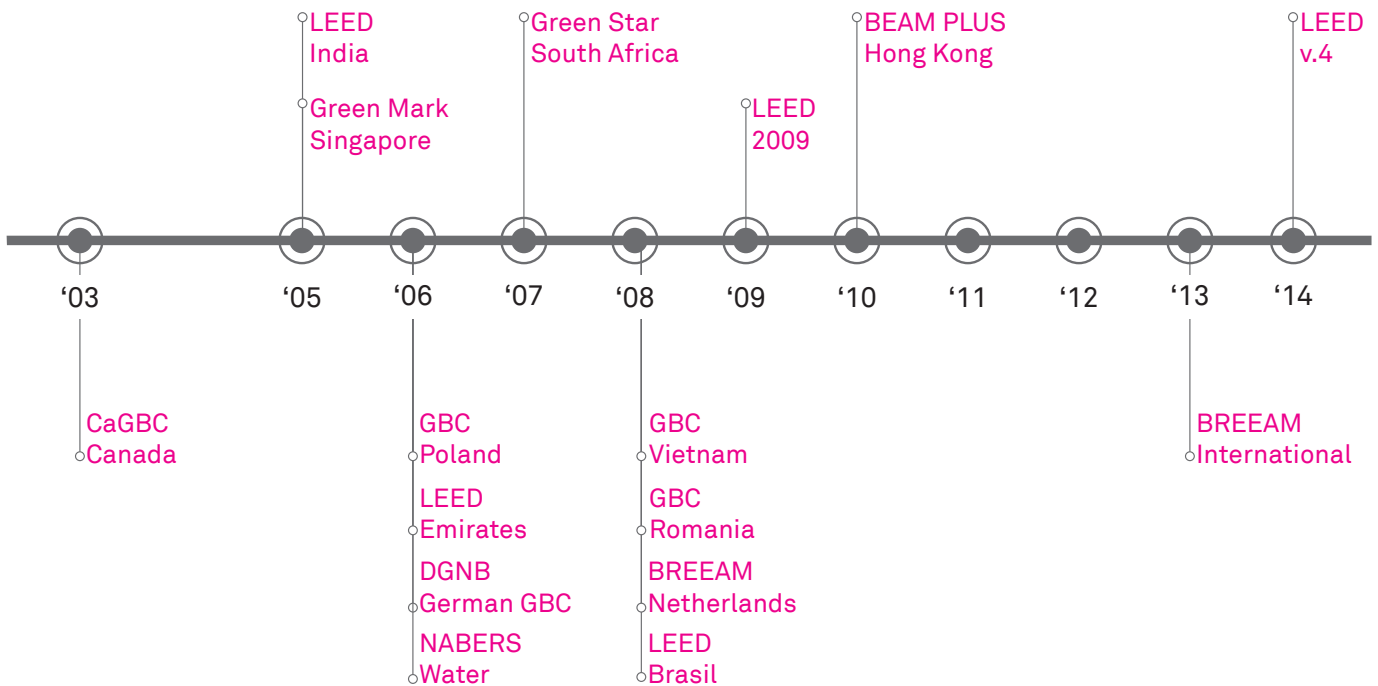 LEED
India
Green Mark
Singapore
Green Star
South Africa
LEED
2009
BEAM PLUS
Hong Kong
LEED
v.4
‘03
‘05
‘06
‘07
‘08
‘09
‘10
‘11
‘12
‘13
‘14
CaGBC
Canada
GBC
Poland
LEED
Emirates
DGNB
German GBC
NABERS
Water
GBC
Vietnam
GBC
Romania
BREEAM
Netherlands
LEED
Brasil
BREEAM
International